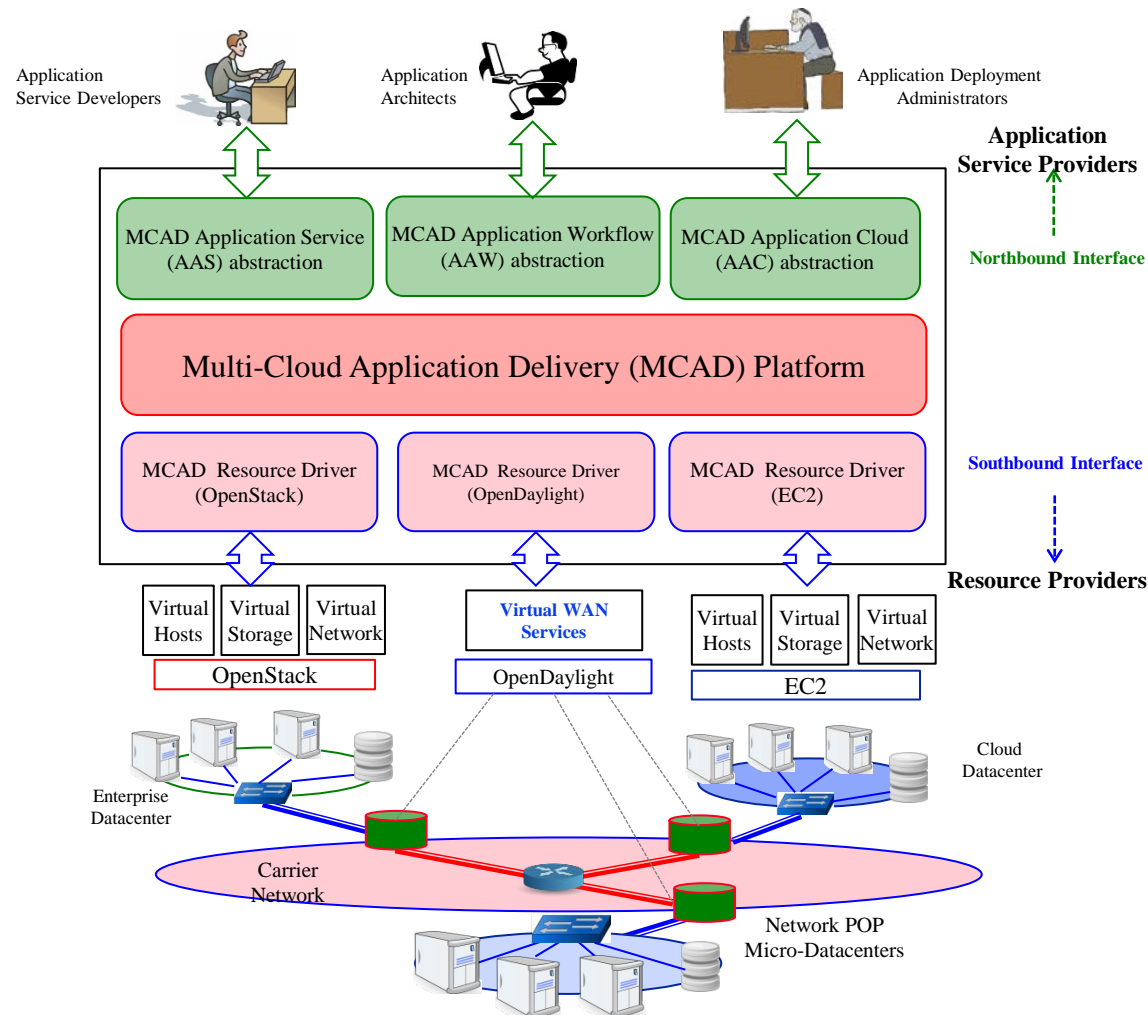 Application
Service Developers
Application
Architects
Application Deployment
Administrators
Application
Service Providers
MCAD Application Service
(AAS) abstraction
MCAD Application Workflow
(AAW) abstraction
MCAD Application Cloud
(AAC) abstraction
Northbound Interface
Multi-Cloud Application Delivery (MCAD) Platform
MCAD Resource Driver
(OpenStack)
MCAD Resource Driver
(OpenDaylight)
MCAD Resource Driver
(EC2)
Southbound Interface
Resource Providers
Virtual
Hosts
Virtual
Storage
Virtual
Network
Virtual WAN
Services
Virtual
Hosts
Virtual
Storage
Virtual
Network
OpenStack
OpenDaylight
EC2
Enterprise
Datacenter
Cloud
Datacenter
Carrier
Network
Network POP
Micro-Datacenters